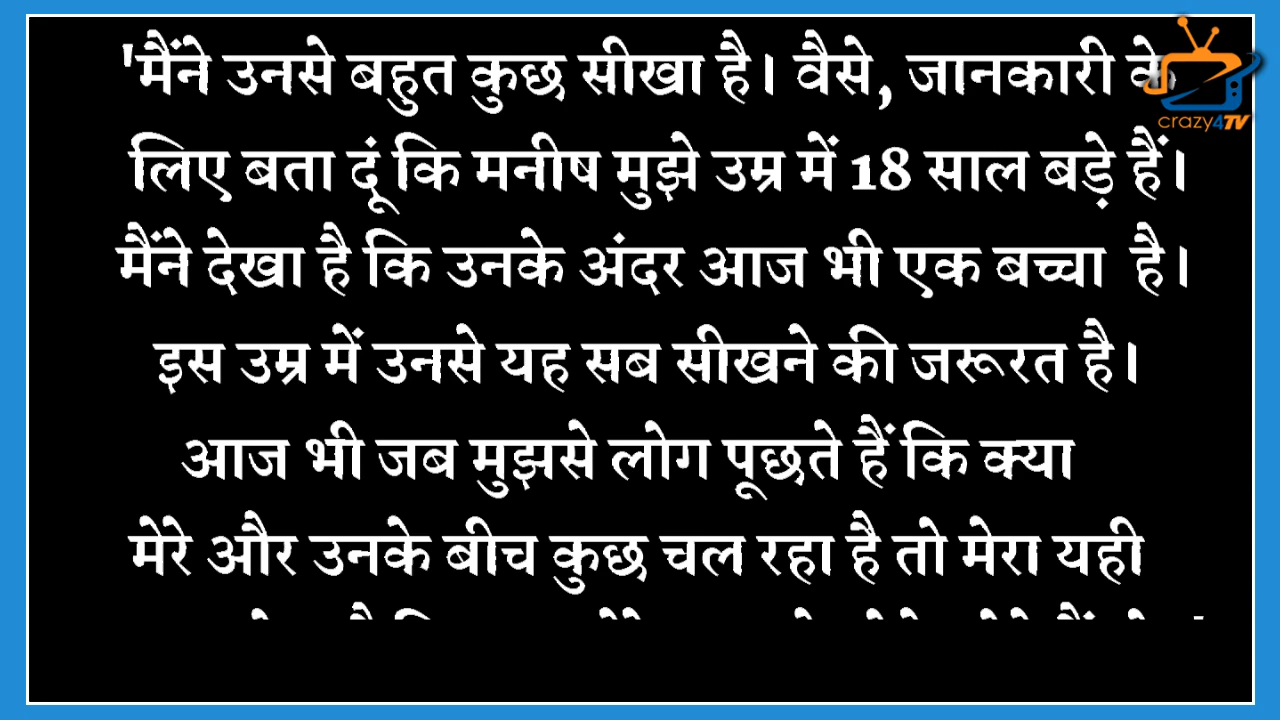 'मैंने उनसे बहुत कुछ सीखा है। वैसे, जानकारी के
लिए बता दूं कि मनीष मुझे उम्र में 18 साल बड़े हैं।
मैंने देखा है कि उनके अंदर आज भी एक बच्चा है।
इस उम्र में उनसे यह सब सीखने की जरूरत है।
आज भी जब मुझसे लोग पूछते हैं कि क्या
मेरे और उनके बीच कुछ चल रहा है तो मेरा यही
crazy4TV